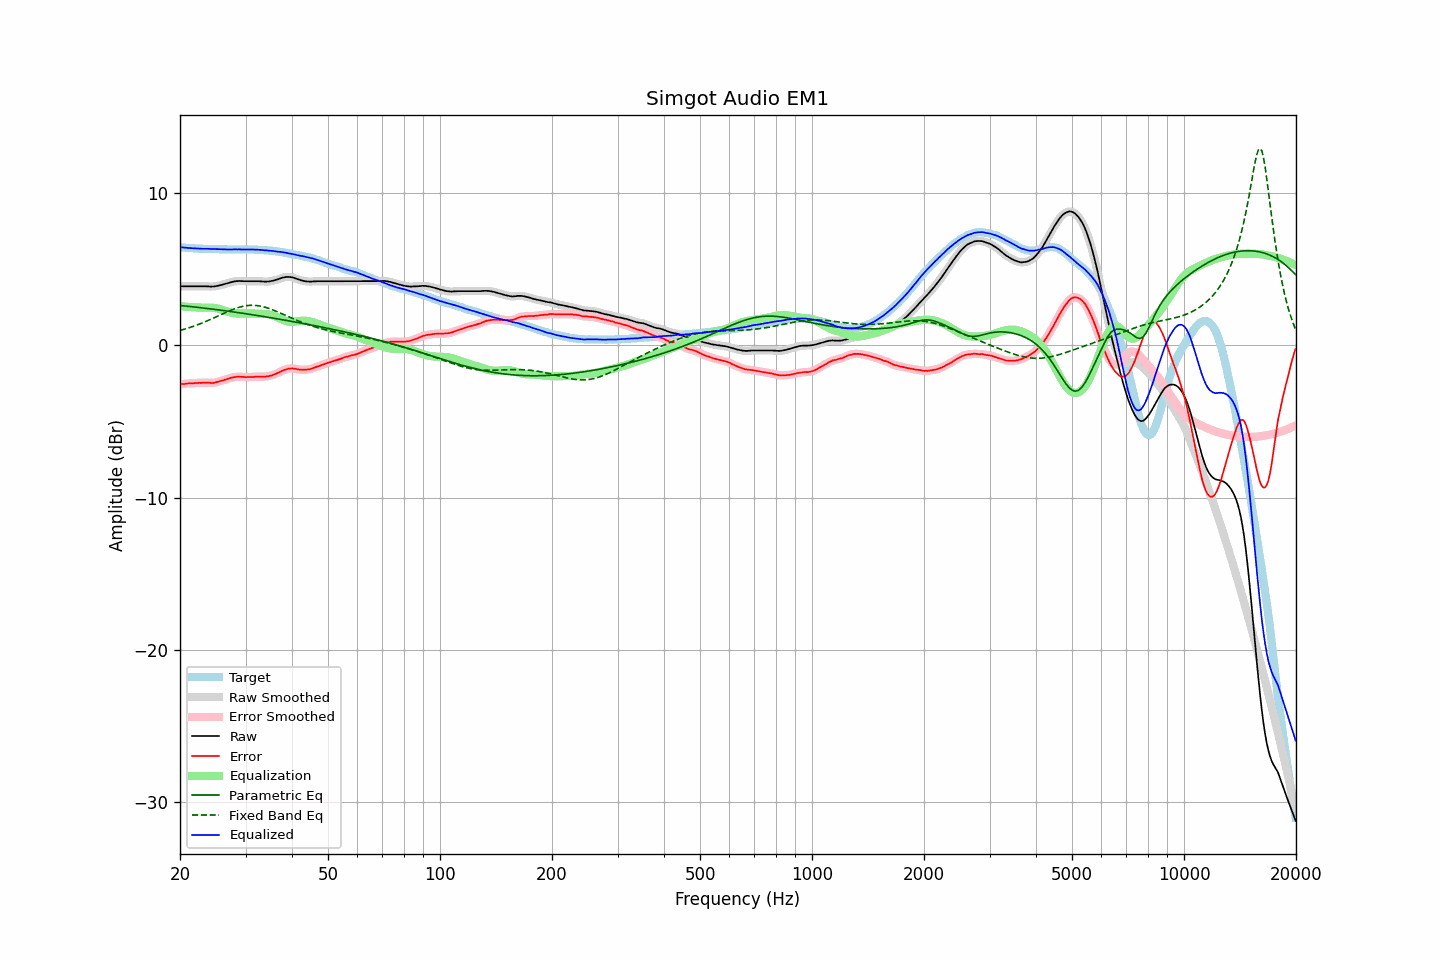 Simgot Audio EM1
Amplitude (dBr)
10
0
−10
−20
−30
Target
Raw Smoothed
Error Smoothed
Raw
Error
Equalization
Parametric Eq
Fixed Band Eq
Equalized
20 50 100 200 500 1000 2000 5000 10000 20000
Frequency (Hz)